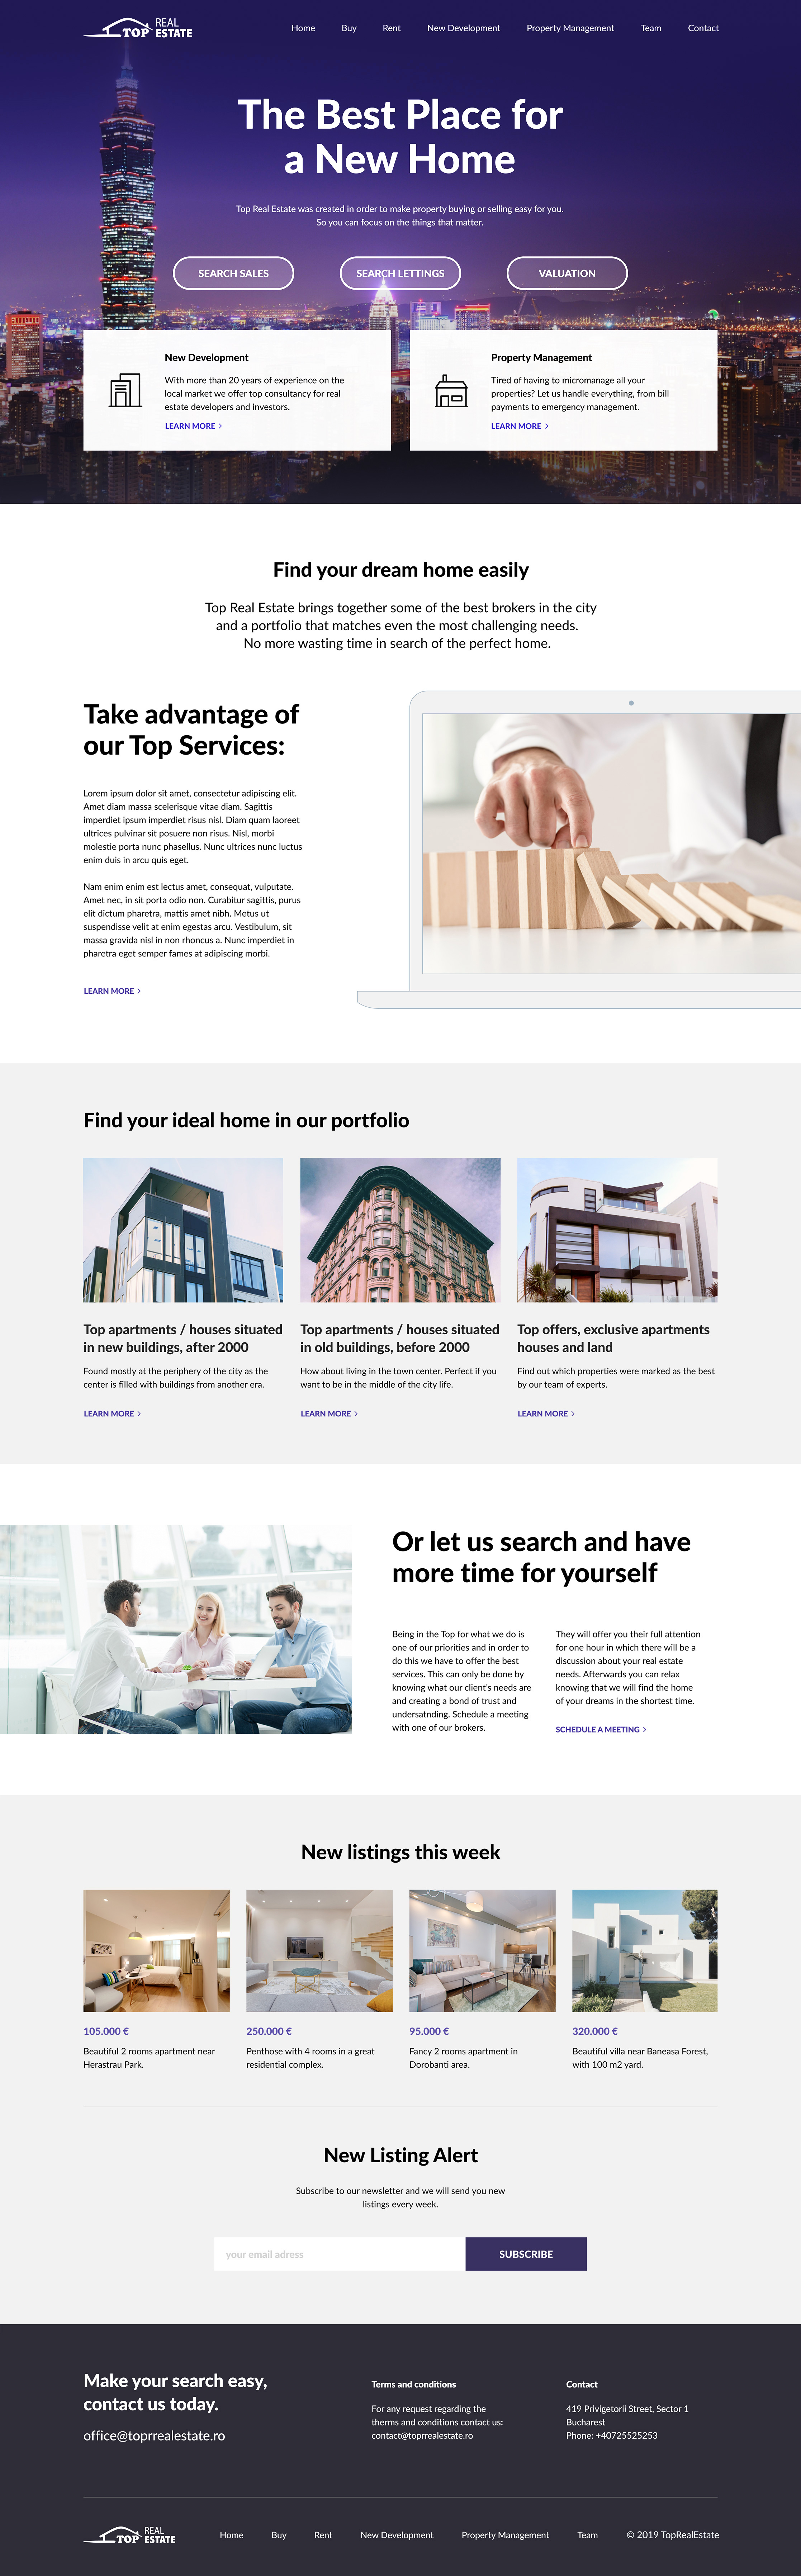 TOP REAL ESTATE
Home Buy Rent New Development Property Management Team Contact
The Best Place for
a New Home
Top Real Estate was created in order to make property buying or selling easy for you.
So you can focus on the things that matter.
SEARCH SALES SEARCH LETTINGS VALUATION
New Development
With more than 20 years of experience on the
local market we offer top consultancy for real
estate developers and investors.
LEARN MORE >
Property Management
Tired of having to micromanage all your
properties? Let us handle everything, from bill
payments to emergency management.
LEARN MORE >
Find your dream home easily
Top Real Estate brings together some of the best brokers in the city
and a portfolio that matches even the most challenging needs.
No more wasting time in search of the perfect home.
Take advantage of
our Top Services:
Lorem ipsum dolor sit amet, consectetur adipiscing elit.
Amet diam massa scelerisque vitae diam. Sagittis
imperdiet ipsum imperdiet risus nisl. Diam quam laoreet
ultrices pulvinar sit posuere non risus. Nisl, morbi
molestie porta nunc phasellus. Nunc ultrices nunc luctus
enim duis in arcu quis eget.
Nam enim enim est lectus amet, consequat, vulputate.
Amet nec, in sit porta odio non. Curabitur sagittis, purus
elit dictum pharetra, mattis amet nibh. Metus ut
suspendisse velit at enim egestas arcu. Vestibulum, sit
massa gravida nisl in non rhoncus a. Nunc imperdiet in
pharetra eget semper fames at adipiscing morbi.
LEARN MORE >
Find your ideal home in our portfolio
Top apartments / houses situated
in new buildings, after 2000
Found mostly at the periphery of the city as the
center is filled with buildings from another era.
LEARN MORE >
Top apartments / houses situated
in old buildings, before 2000
How about living in the town center. Perfect if you
want to be in the middle of the city life.
LEARN MORE >
Top offers, exclusive apartments
houses and land
Find out which properties were marked as the best
by our team of experts.
LEARN MORE >
Or let us search and have
more time for yourself
Being in the Top for what we do is
one of our priorities and in order to
do this we have to offer the best
services. This can only be done by
knowing what our client's needs are
and creating a bond of trust and
undersatnding. Schedule a meeting
with one of our brokers.
They will offer you their full attention
for one hour in which there will be a
discussion about your real estate
needs. Afterwards you can relax
knowing that we will find the home
of your dreams in the shortest time.
SCHEDULE A MEETING >
New listings this week
105.000 €
Beautiful 2 rooms apartment near
Herastrau Park.
250.000 €
Penthose with 4 rooms in a great
residential complex.
95.000 €
Fancy 2 rooms apartment in
Dorobanti area.
320.000 €
Beautiful villa near Baneasa Forest,
with 100 m2 yard.
New Listing Alert
Subscribe to our newsletter and we will send you new
listings every week.
your email adress SUBSCRIBE
Make your search easy,
contact us today.
office@toprrealestate.ro
Terms and conditions
For any request regarding the
therms and conditions contact us:
contact@toprrealestate.ro
Contact
419 Privigetorii Street, Sector 1
Bucharest
Phone: +40725525253
TOP REAL ESTATE
Home Buy Rent New Development Property Management Team © 2019 TopRealEstate